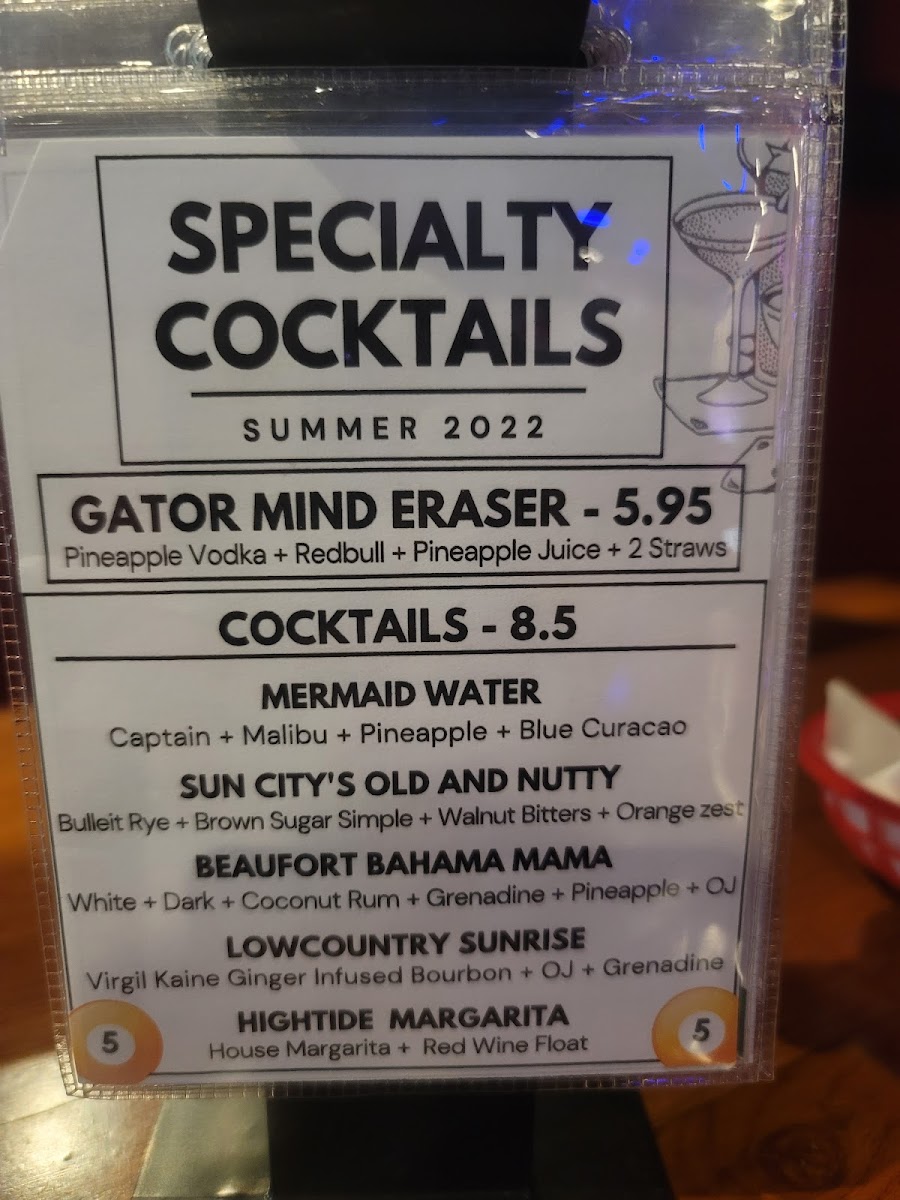 SPECIALTY
COCKTAILS
SUMMER 2022
GATOR MIND ERASER - 5.95
Pineapple Vodka + Redbull + Pineapple Juice + 2 Straws
COCKTAILS - 8.5
MERMAID WATER
Captain + Malibu + Pineapple + Blue Curacao
SUN CITY'S OLD AND NUTTY
Bulleit Rye + Brown Sugar Simple + Walnut Bitters + Orange zest
BEAUFORT BAHAMA MAMA
White + Dark + Coconut Rum + Grenadine + Pineapple + OJ
LOWCOUNTRY SUNRISE
Virgil Kaine Ginger Infused Bourbon + OJ + Grenadine
HIGHTIDE MARGARITA
House Margarita + Red Wine Float
5
5